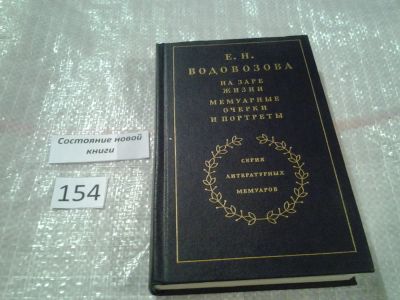 Е. Н.
ВОДОВОЗОВА
НА ЗАРЕ
ЖИЗНИ
МЕМУАРНЫЕ
ОЧЕРКИ
И ПОРТРЕТЫ
СЕРИЯ
ЛИТЕРАТУРНЫХ
МЕМУАРОВ
Состояние новой
книги
154